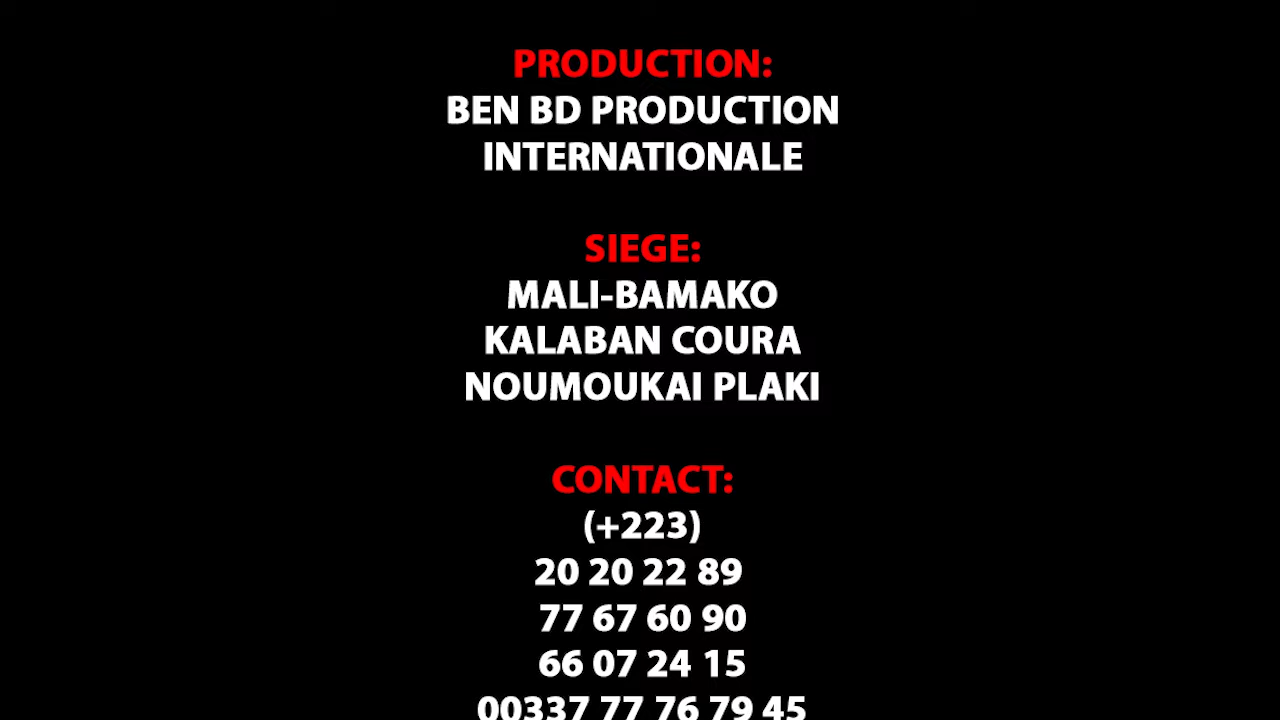 PRODUCTION:
BEN BD PRODUCTION
INTERNATIONALE
SIEGE:
MALI-BAMAKO
KALABAN COURA
NOUMOUKAI PLAKI
CONTACT:
(+223)
20 20 22 89
77 67 60 90
66 07 24 15
00337 77 76 79 45